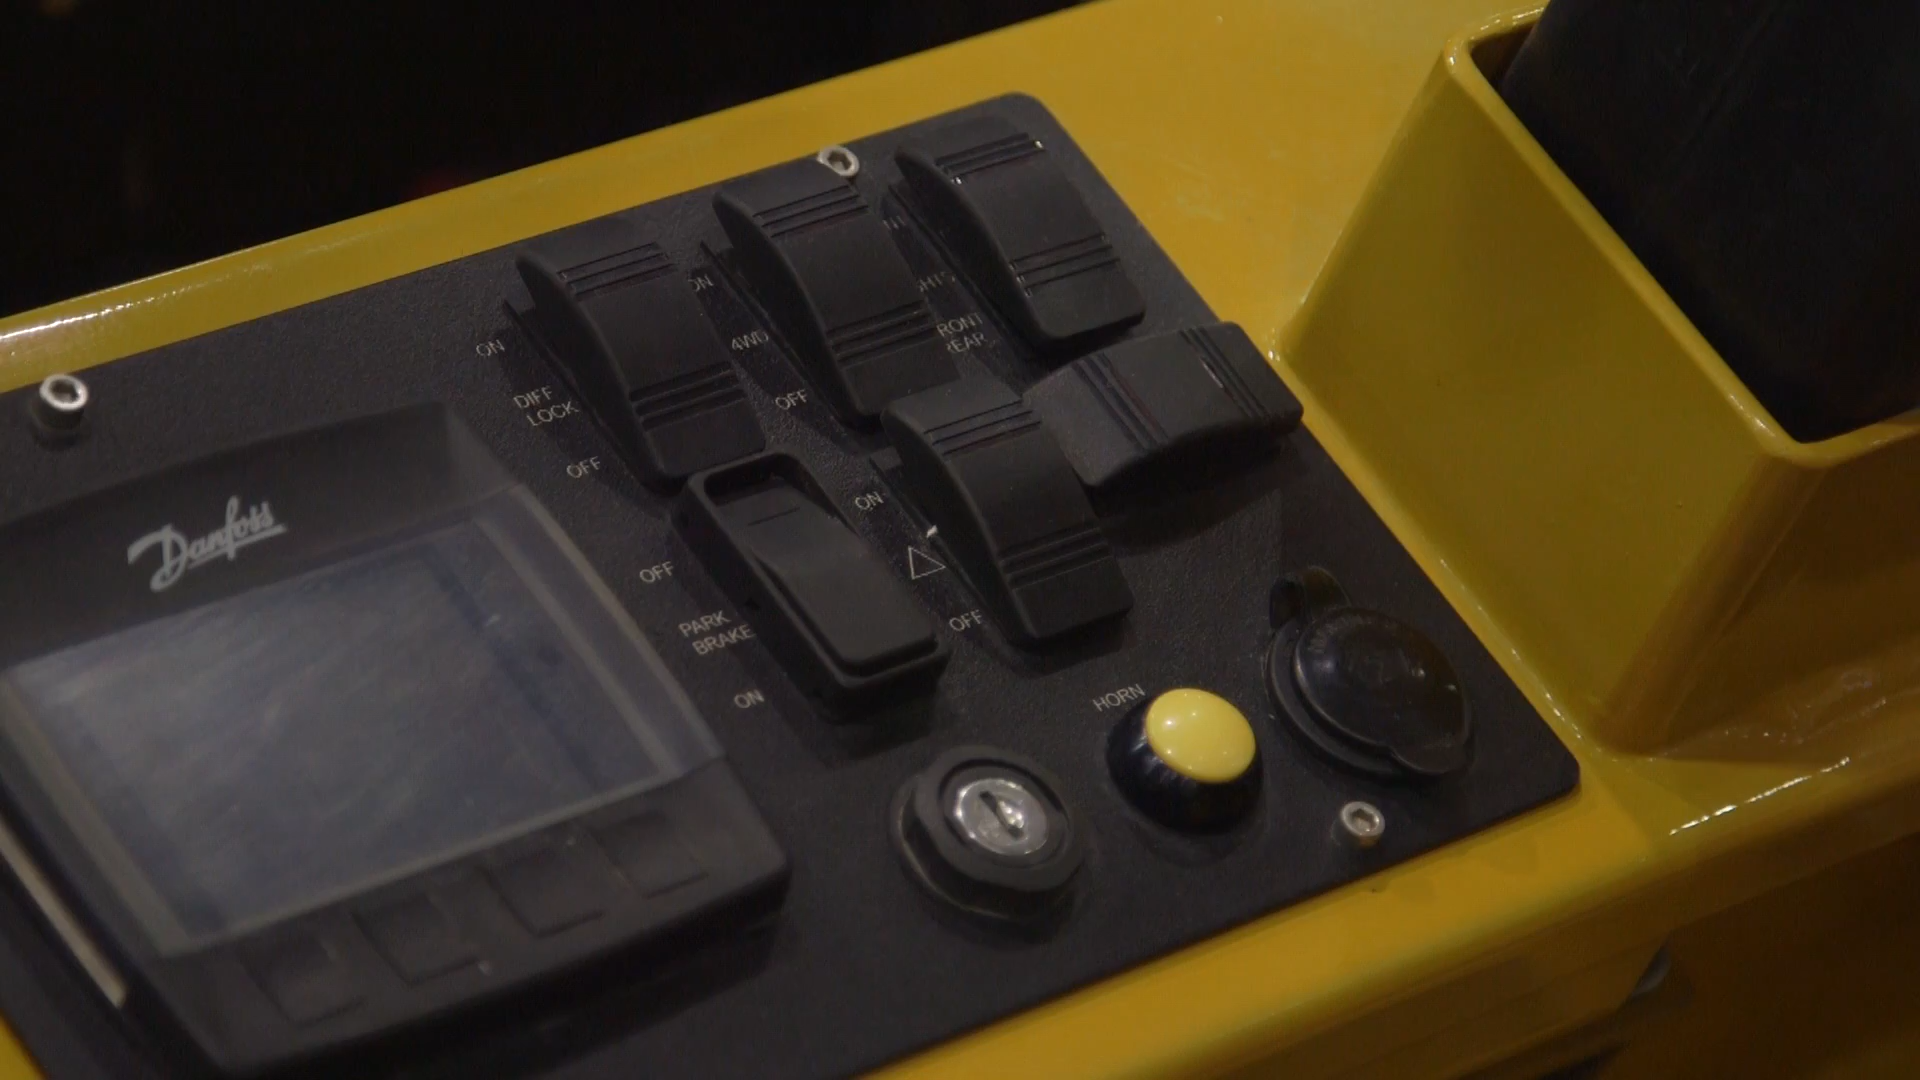 Danfoss
ON
DIFF
LOCK
OFF
ON
4WD
OFF
OFF
PARK
BRAKE
ON
ON
OFF
HORN